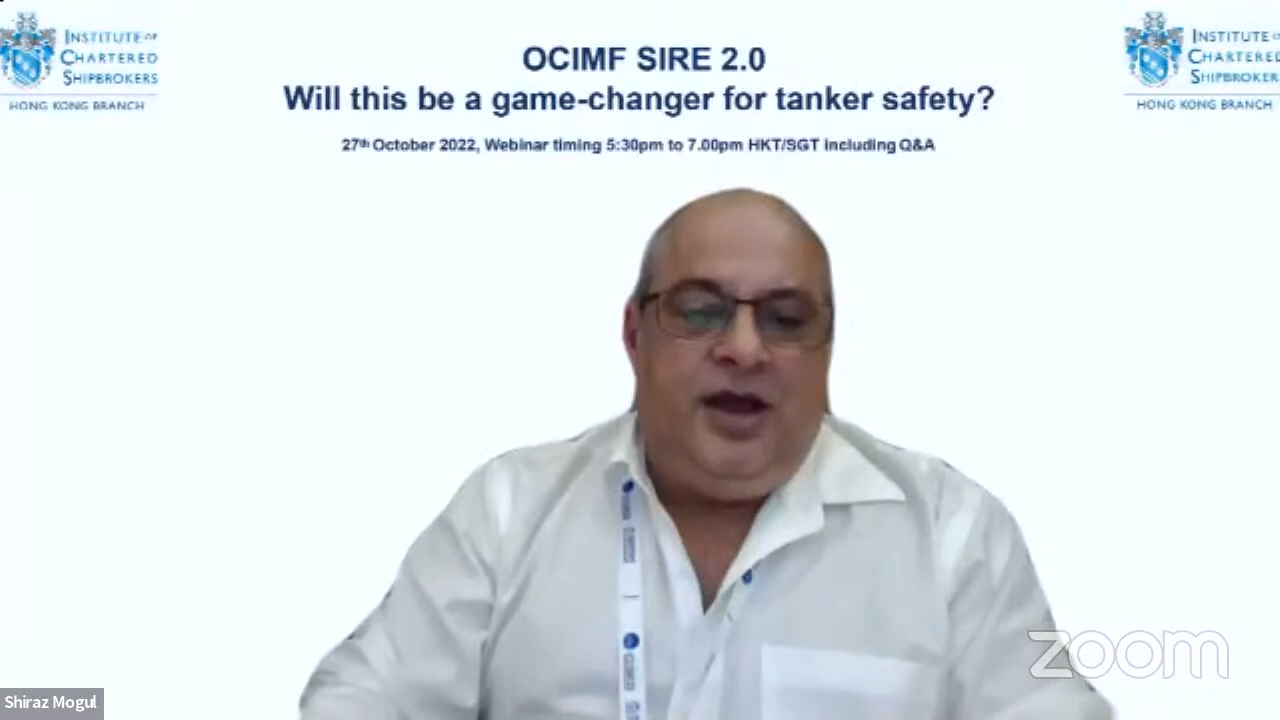 INSTITUTE OF
CHARTERED
SHIPBROKERS
HONG KONG BRANCH
OCIMF SIRE 2.0
Will this be a game-changer for tanker safety?
27th October 2022, Webinar timing 5:30pm to 7.00pm HKT/SGT including Q&A
INSTITUTE OF
CHARTERED
SHIPBROKERS
HONG KONG BRANCH
zoom
Shiraz Mogul